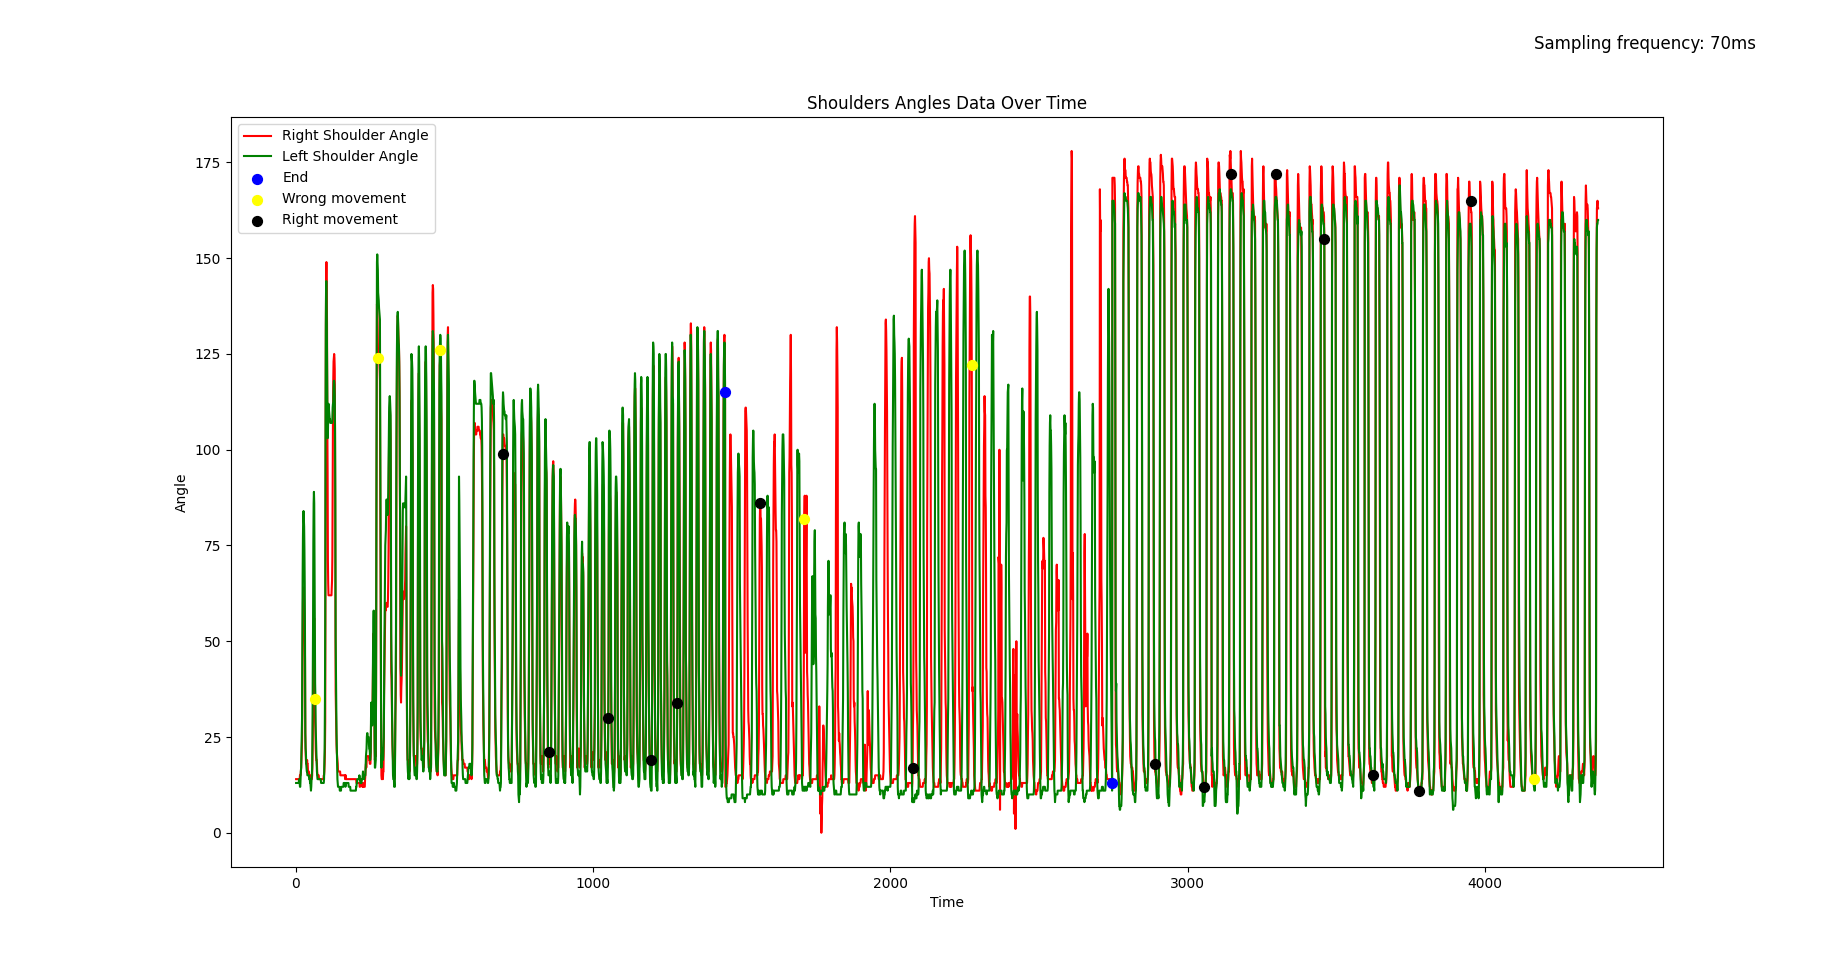 Sampling frequency: 70ms
Shoulders Angles Data Over Time
Right Shoulder Angle
Left Shoulder Angle
End
Wrong movement
Right movement
175
150
125
100
75
50
25
0
Angle
0 1000 2000 3000 4000
Time